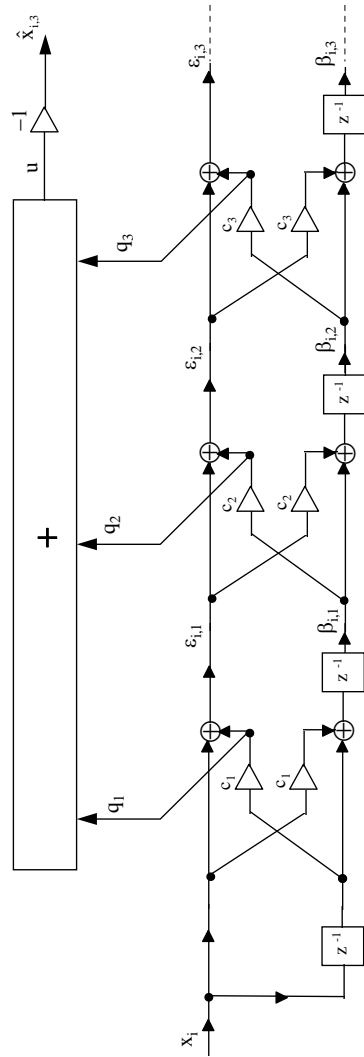 x̂i,3
−1
u
+
q1
q2
q3
xi
εi,1
εi,2
εi,3
c1
c2
c3
c1
c2
c3
z-1
z-1
z-1
z-1
βi,1
βi,2
βi,3